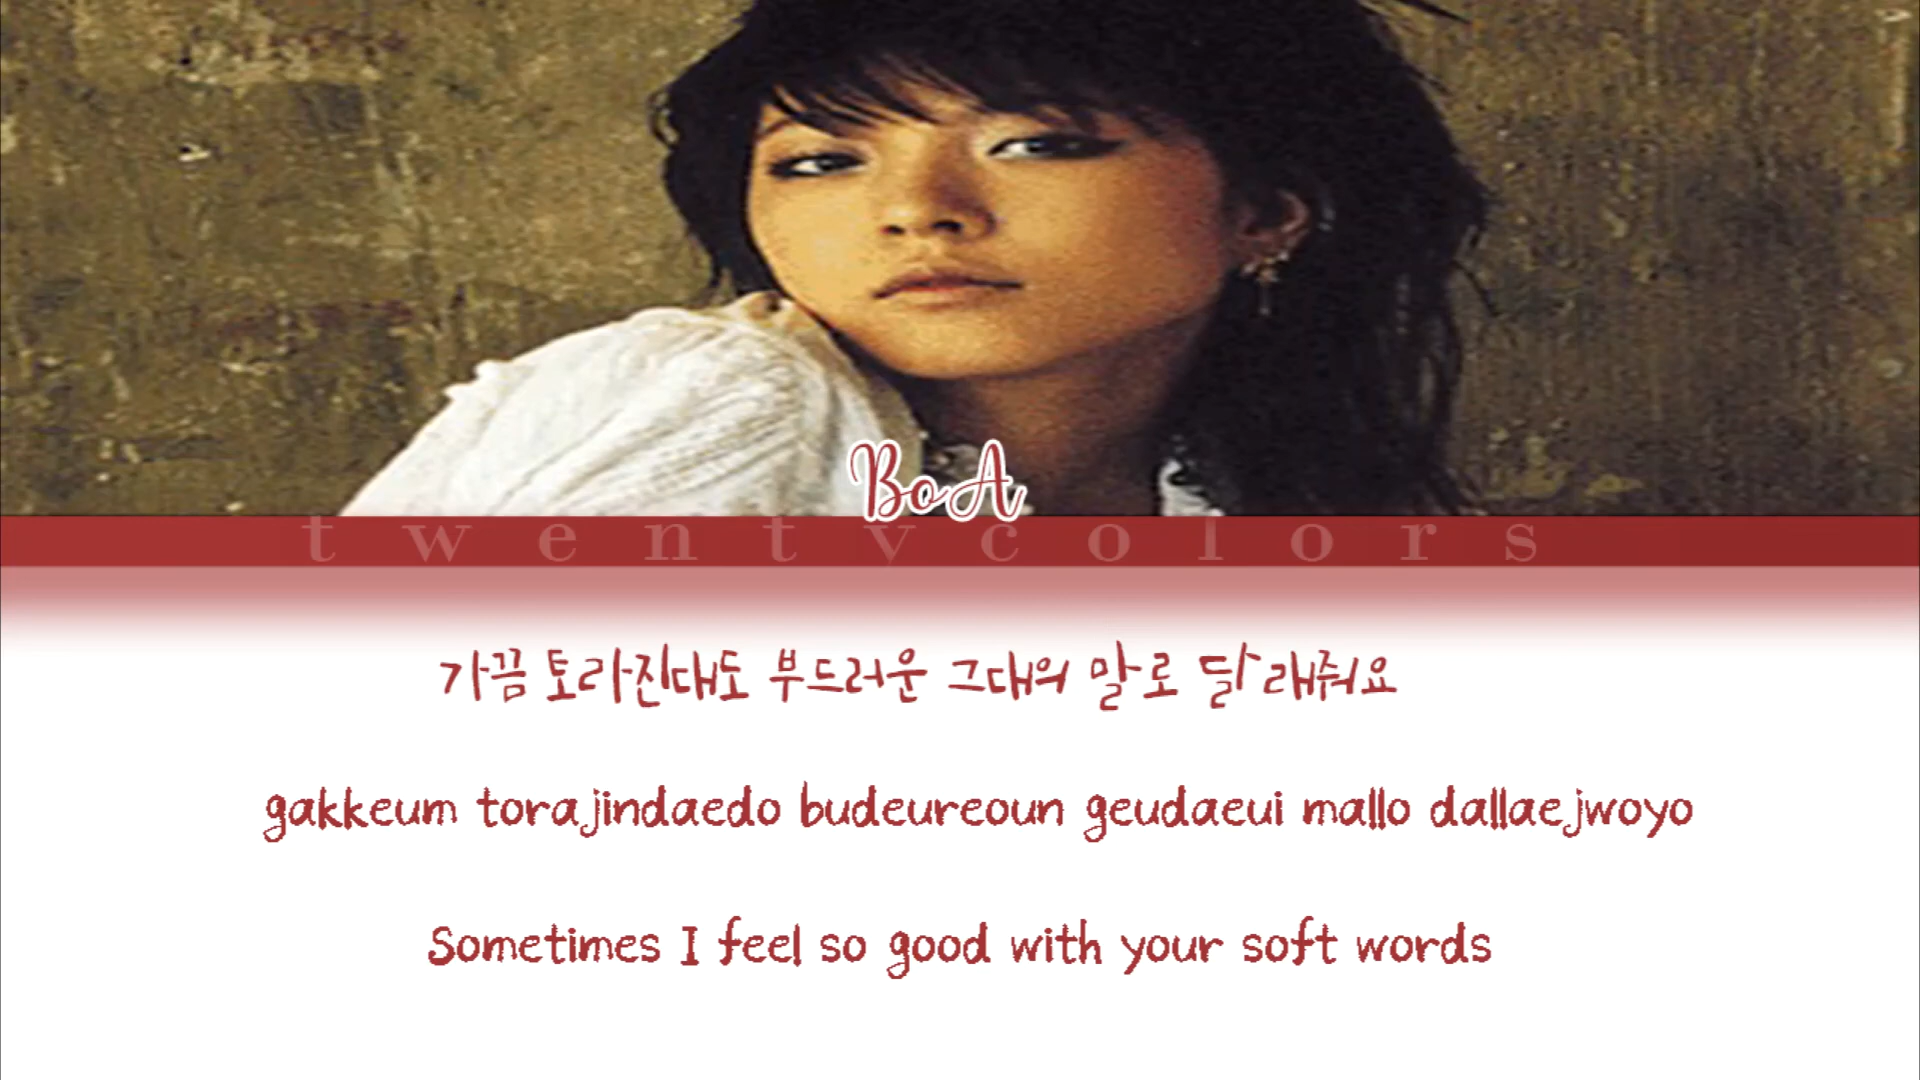 BoA
twentycolors
가끔 토라진대도 부드러운 그대의 말로 달래줘요
gakkeum torajindaedo budeureoun geudaeui mallo dallaejwoyo
Sometimes I feel so good with your soft words